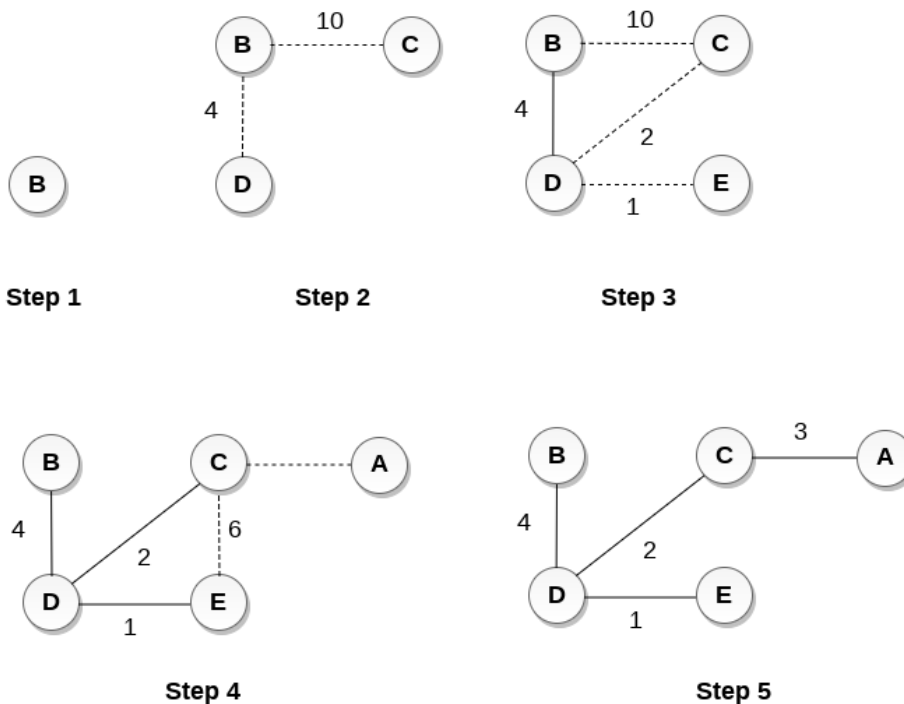 B
Step 1
B 10 C
4
D
Step 2
B 10 C
4
2
D 1 E
Step 3
B C A
4 6
2
D 1 E
Step 4
B C 3 A
4
2
D 1 E
Step 5